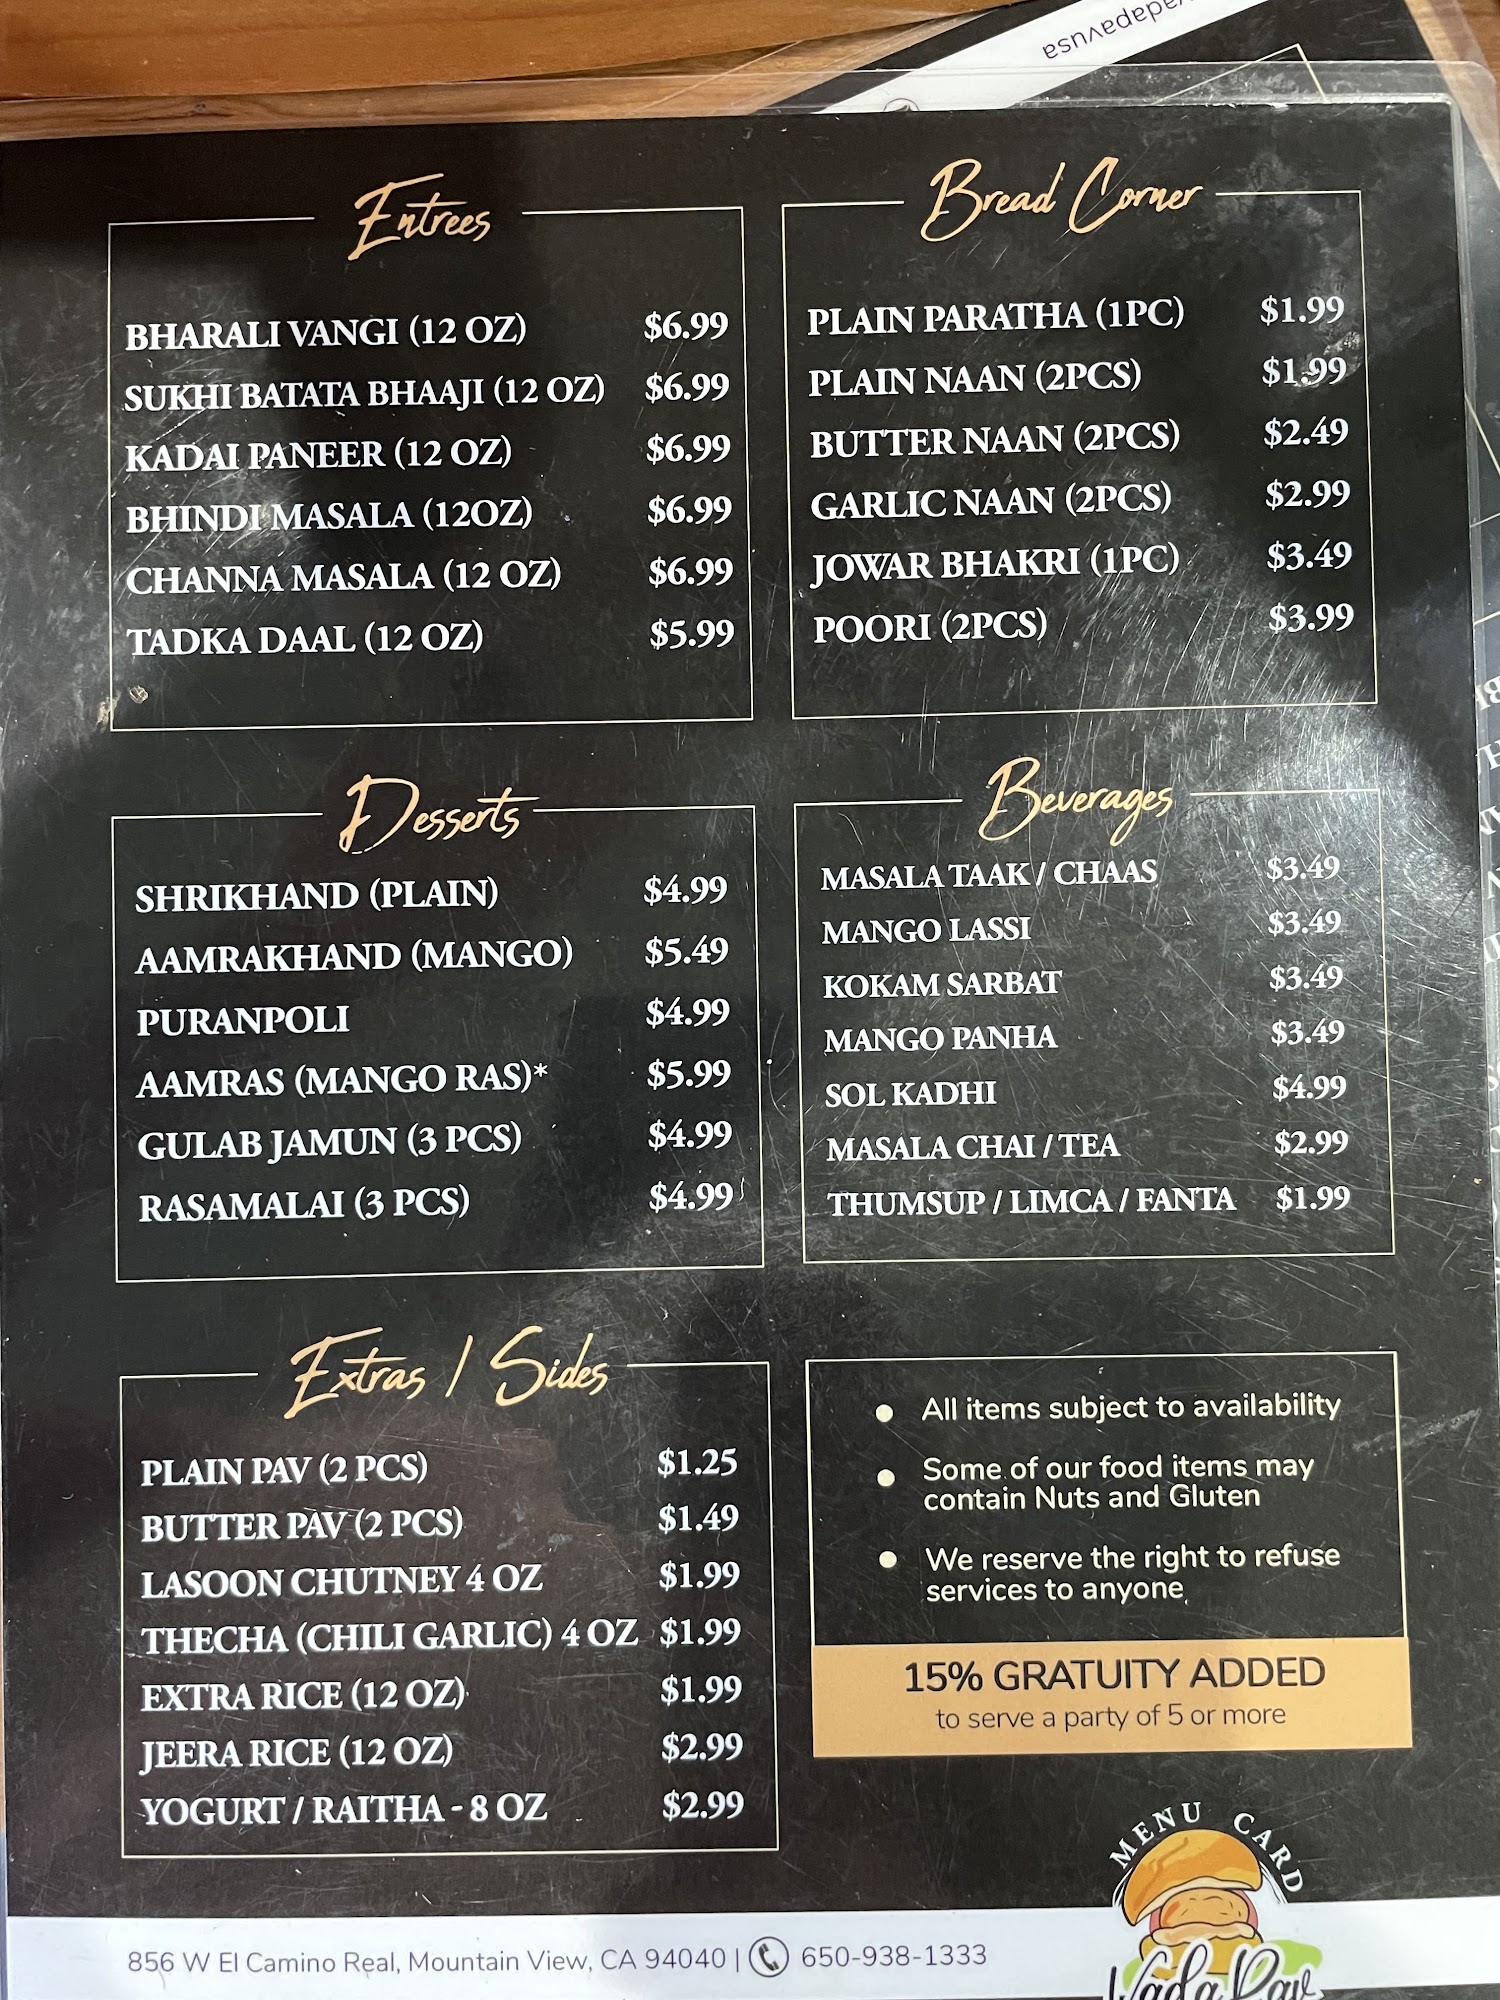 vadapavusa
Entrees
BHARALI VANGI (12 OZ) $6.99
SUKHI BATATA BHAAJI (12 OZ) $6.99
KADAI PANEER (12 OZ) $6.99
BHINDI MASALA (12OZ) $6.99
CHANNA MASALA (12 OZ) $6.99
TADKA DAAL (12 OZ) $5.99
Bread Corner
PLAIN PARATHA (1PC) $1.99
PLAIN NAAN (2PCS) $1.99
BUTTER NAAN (2PCS) $2.49
GARLIC NAAN (2PCS) $2.99
JOWAR BHAKRI (1PC) $3.49
POORI (2PCS) $3.99
Desserts
SHRIKHAND (PLAIN) $4.99
AAMRAKHAND (MANGO) $5.49
PURANPOLI $4.99
AAMRAS (MANGO RAS)* $5.99
GULAB JAMUN (3 PCS) $4.99
RASAMALAI (3 PCS) $4.99
Beverages
MASALA TAAK / CHAAS $3.49
MANGO LASSI $3.49
KOKAM SARBAT $3.49
MANGO PANHA $3.49
SOL KADHI $4.99
MASALA CHAI / TEA $2.99
THUMSUP / LIMCA / FANTA $1.99
Extras / Sides
PLAIN PAV (2 PCS) $1.25
BUTTER PAV (2 PCS) $1.49
LASOON CHUTNEY 4 OZ $1.99
THECHA (CHILI GARLIC) 4 OZ $1.99
EXTRA RICE (12 OZ) $1.99
JEERA RICE (12 OZ) $2.99
YOGURT / RAITHA - 8 OZ $2.99
All items subject to availability
Some of our food items may
contain Nuts and Gluten
We reserve the right to refuse
services to anyone
15% GRATUITY ADDED
to serve a party of 5 or more
MENU CARD
Vada Pav
856 W El Camino Real, Mountain View, CA 94040 | 650-938-1333